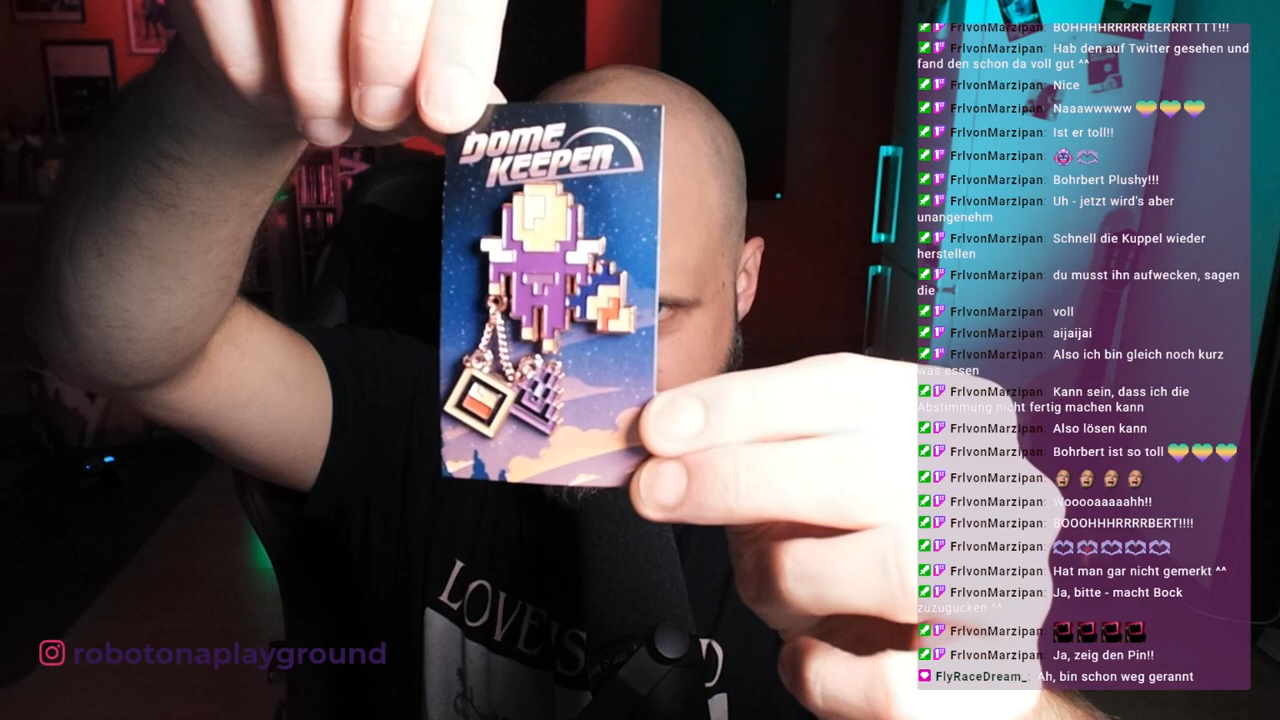 DOME
KEEPER
LOVE IS
robotonaplayground
FrlvonMarzipan: BOHHHHRRRRRBERRRTTTT!!!
FrlvonMarzipan: Hab den auf Twitter gesehen und
fand den schon da voll gut ^^
FrlvonMarzipan: Nice
FrlvonMarzipan: Naaawwwww
FrlvonMarzipan: Ist er toll!!
FrlvonMarzipan:
FrlvonMarzipan: Bohrbert Plushy!!!
FrlvonMarzipan: Uh - jetzt wird's aber
unangenehm
FrlvonMarzipan: Schnell die Kuppel wieder
herstellen
FrlvonMarzipan: du musst ihn aufwecken, sagen
die
FrlvonMarzipan: voll
FrlvonMarzipan: aijaijai
FrlvonMarzipan: Also ich bin gleich noch kurz
was essen
FrlvonMarzipan: Kann sein, dass ich die
Abstimmung nicht fertig machen kann
FrlvonMarzipan: Also lösen kann
FrlvonMarzipan: Bohrbert ist so toll
FrlvonMarzipan:
FrlvonMarzipan: Wooooaaaaahh!!
FrlvonMarzipan: BOOOHHHRRRRBERT!!!!
FrlvonMarzipan:
FrlvonMarzipan: Hat man gar nicht gemerkt ^^
FrlvonMarzipan: Ja, bitte - macht Bock
zuzugucken ^^
FrlvonMarzipan:
FrlvonMarzipan: Ja, zeig den Pin!!
FlyRaceDream_: Ah, bin schon weg gerannt